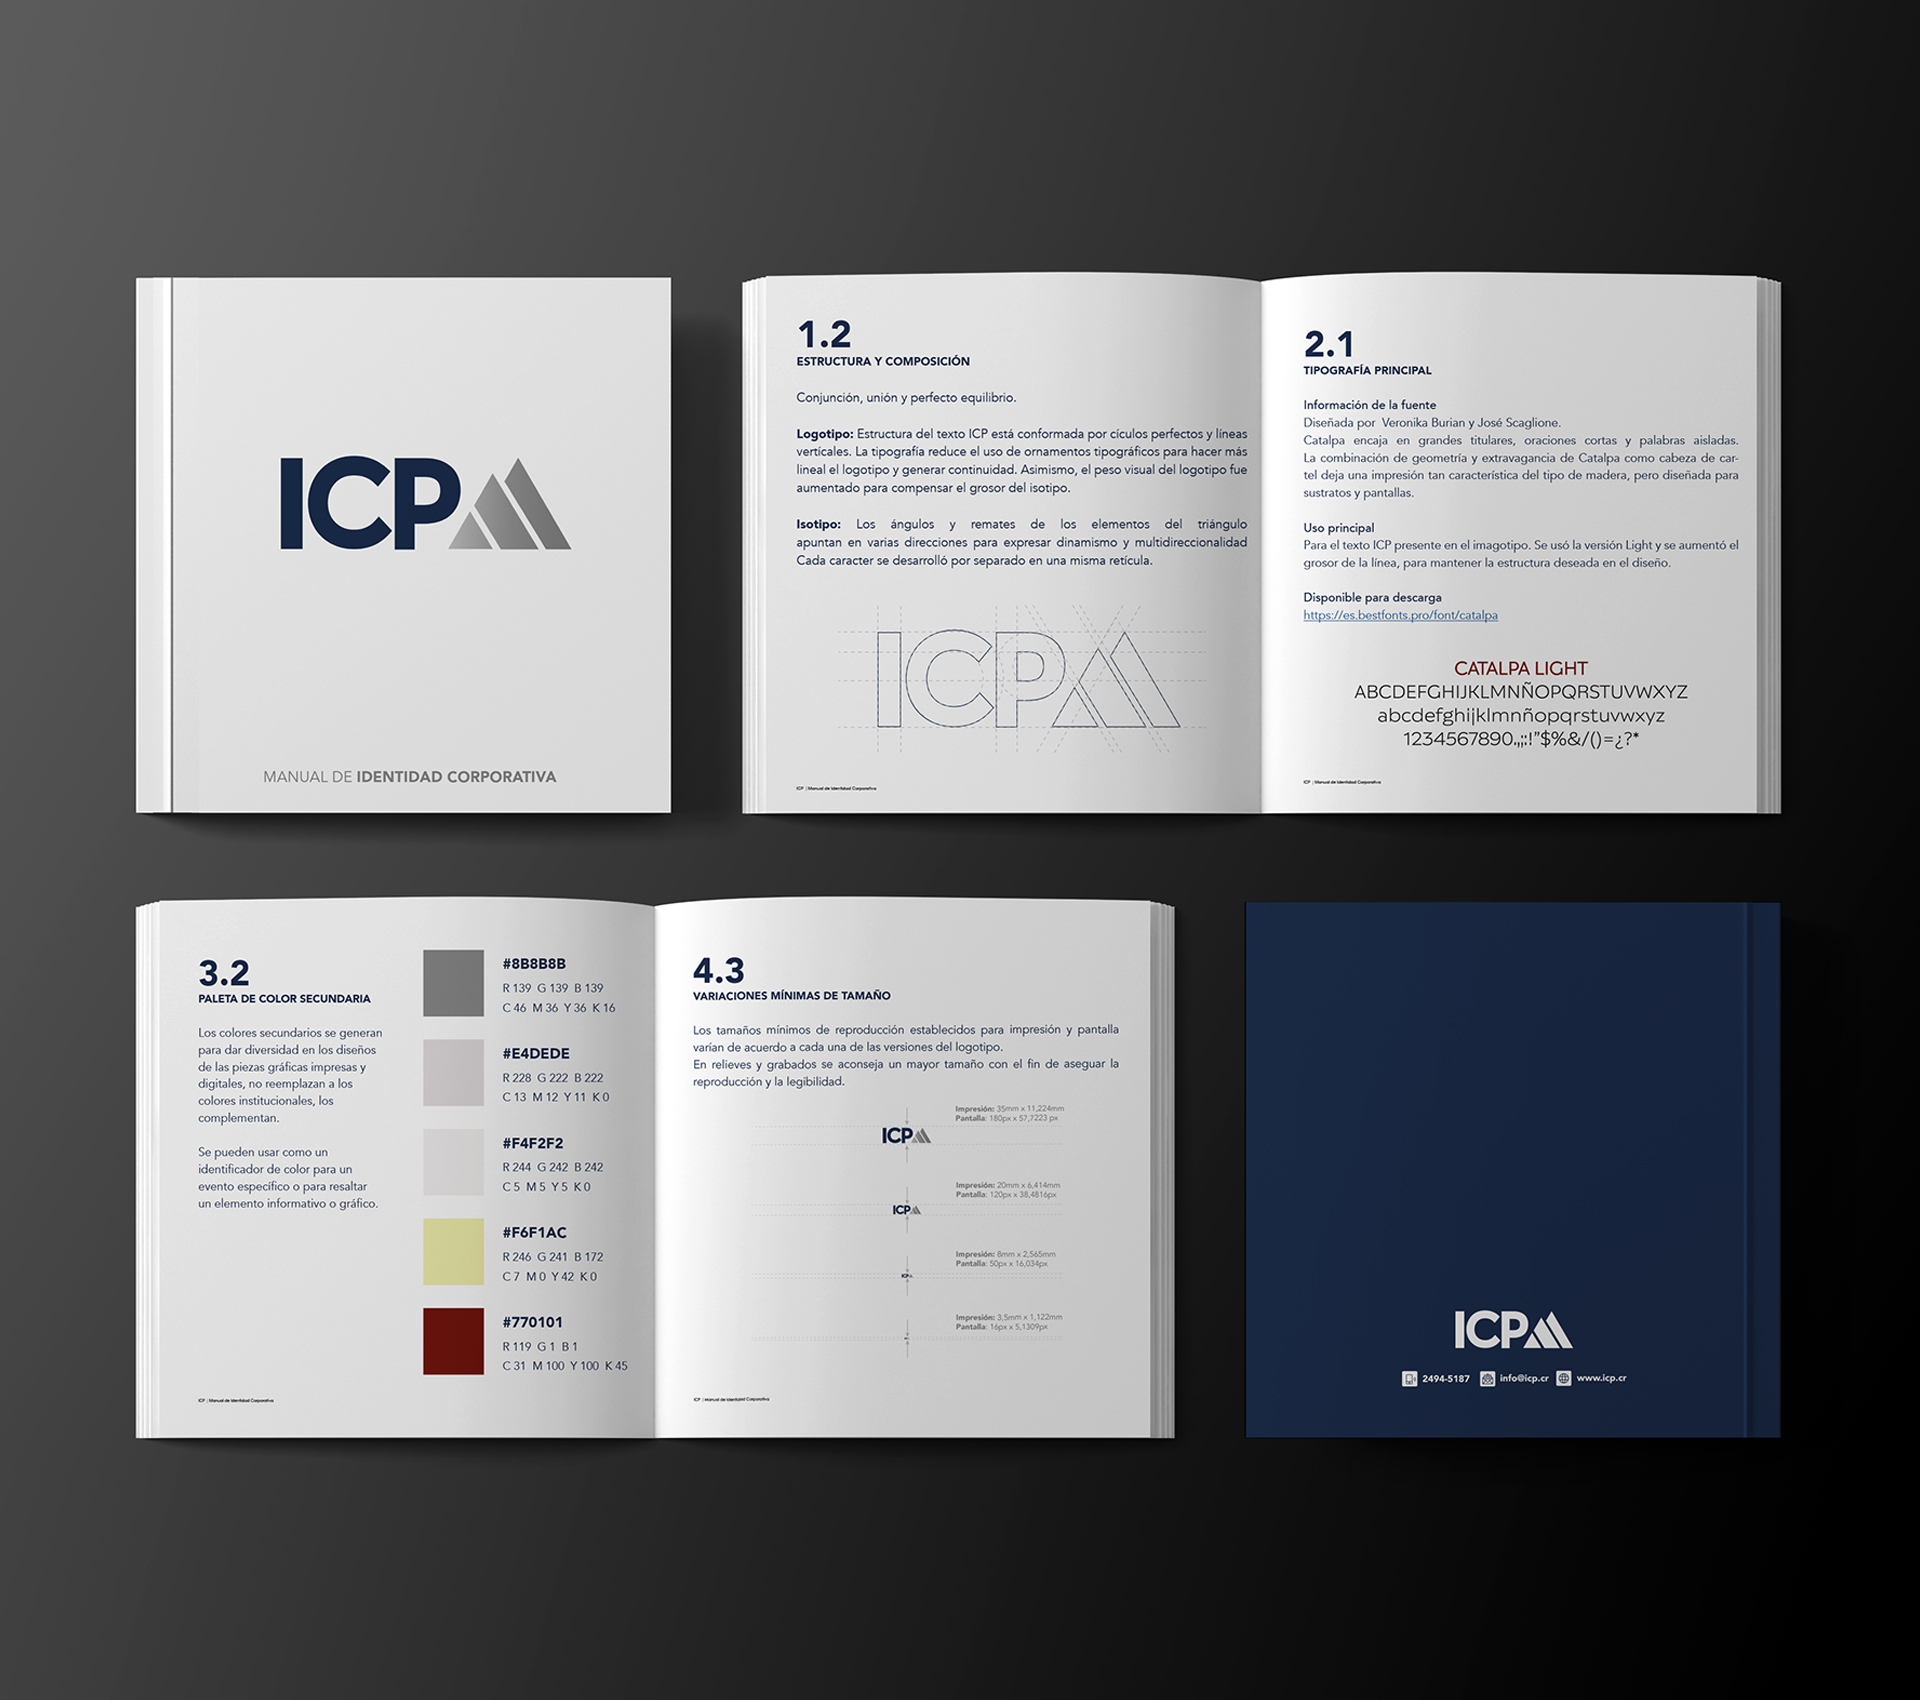 ICP
MANUAL DE IDENTIDAD CORPORATIVA
1.2
ESTRUCTURA Y COMPOSICIÓN
Conjunción, unión y perfecto equilibrio.
Logotipo: Estructura del texto ICP está conformada por cículos perfectos y líneas
vertícales. La tipografía reduce el uso de ornamentos tipográficos para hacer más
lineal el logotipo y generar continuidad. Asimismo, el peso visual del logotipo fue
aumentado para compensar el grosor del isotipo.
Isotipo: Los ángulos y remates de los elementos del triángulo
apuntan en varias direcciones para expresar dinamismo y multidireccionalidad
Cada caracter se desarrolló por separado en una misma retícula.
ICP
ICP | Manual de Identidad Corporativa
2.1
TIPOGRAFÍA PRINCIPAL
Información de la fuente
Diseñada por Veronika Burian y José Scaglione.
Catalpa encaja en grandes titulares, oraciones cortas y palabras aisladas.
La combinación de geometría y extravagancia de Catalpa como cabeza de car-
tel deja una impresión tan característica del tipo de madera, pero diseñada para
sustratos y pantallas.
Uso principal
Para el texto ICP presente en el imagotipo. Se usó la versión Light y se aumentó el
grosor de la línea, para mantener la estructura deseada en el diseño.
Disponible para descarga
https://es.bestfonts.pro/font/catalpa
CATALPA LIGHT
ABCDEFGHIJKLMNÑOPQRSTUVWXYZ
abcdefghijklmnñopqrstuvwxyz
1234567890.,;:!"$%&/()=¿?*
ICP | Manual de Identidad Corporativa
3.2
PALETA DE COLOR SECUNDARIA
Los colores secundarios se generan
para dar diversidad en los diseños
de las piezas gráficas impresas y
digitales, no reemplazan a los
colores institucionales, los
complementan.
Se pueden usar como un
identificador de color para un
evento específico o para resaltar
un elemento informativo o gráfico.
#8B8B8B
R 139 G 139 B 139
C 46 M 36 Y 36 K 16
#E4DEDE
R 228 G 222 B 222
C 13 M 12 Y 11 K 0
#F4F2F2
R 244 G 242 B 242
C 5 M 5 Y 5 K 0
#F6F1AC
R 246 G 241 B 172
C 7 M 0 Y 42 K 0
#770101
R 119 G 1 B 1
C 31 M 100 Y 100 K 45
ICP | Manual de Identidad Corporativa
4.3
VARIACIONES MÍNIMAS DE TAMAÑO
Los tamaños mínimos de reproducción establecidos para impresión y pantalla
varían de acuerdo a cada una de las versiones del logotipo.
En relieves y grabados se aconseja un mayor tamaño con el fin de aseguar la
reproducción y la legibilidad.
Impresión: 35mm x 11,224mm
Pantalla: 180px x 57,7223 px
ICP
Impresión: 20mm x 6,414mm
Pantalla: 120px x 38,4816px
ICP
Impresión: 8mm x 2,565mm
Pantalla: 50px x 16,034px
ICP
Impresión: 3,5mm x 1,122mm
Pantalla: 16px x 5,1309px
ICP | Manual de Identidad Corporativa
ICP
2494-5187 info@icp.cr www.icp.cr